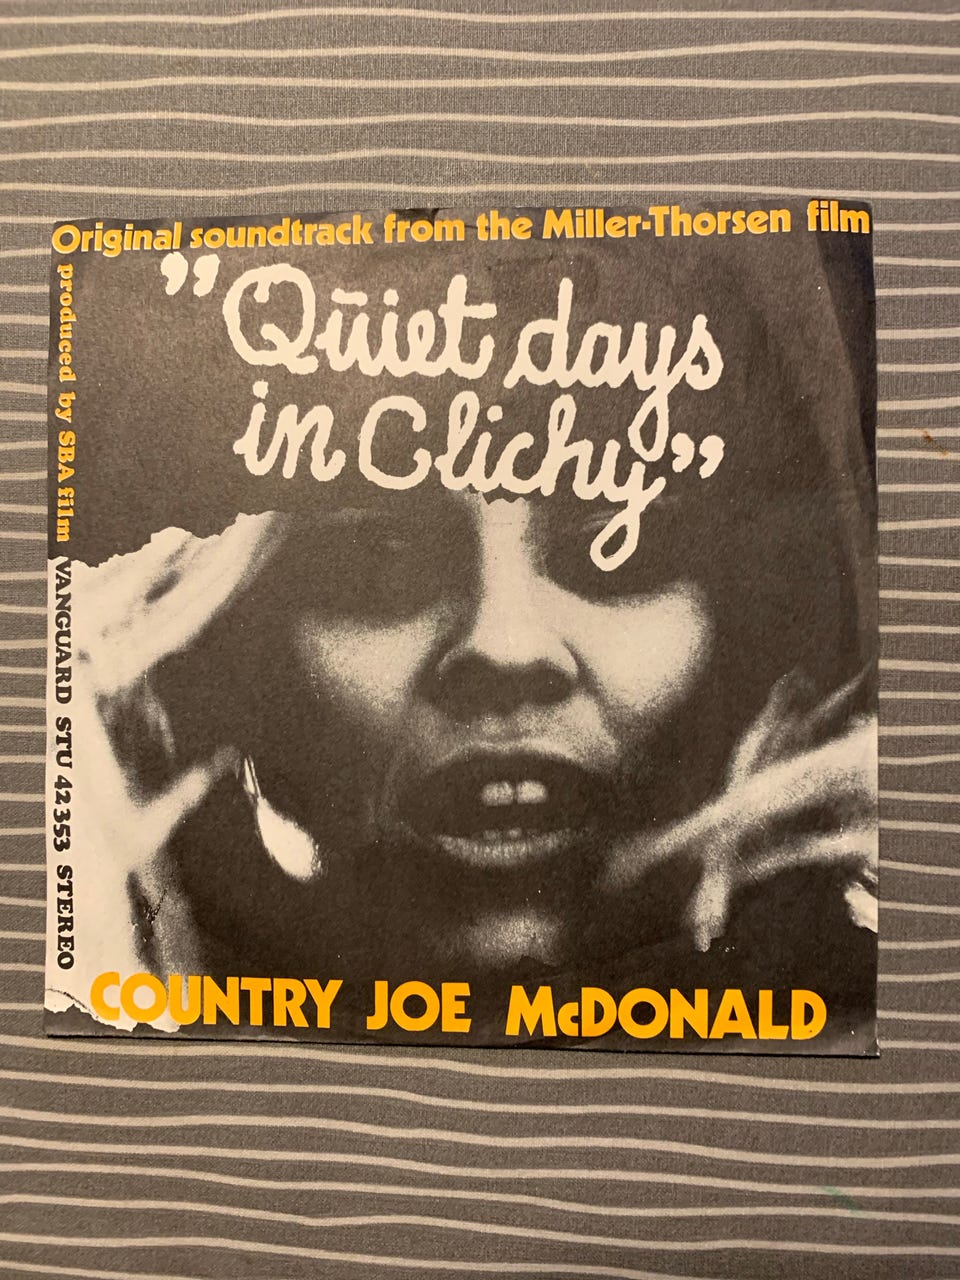 Original soundtrack from the Miller-Thorsen film
"Quiet days
in Clichy"
produced by SBA film VANGUARD STU 42353 STEREO
COUNTRY JOE McDONALD